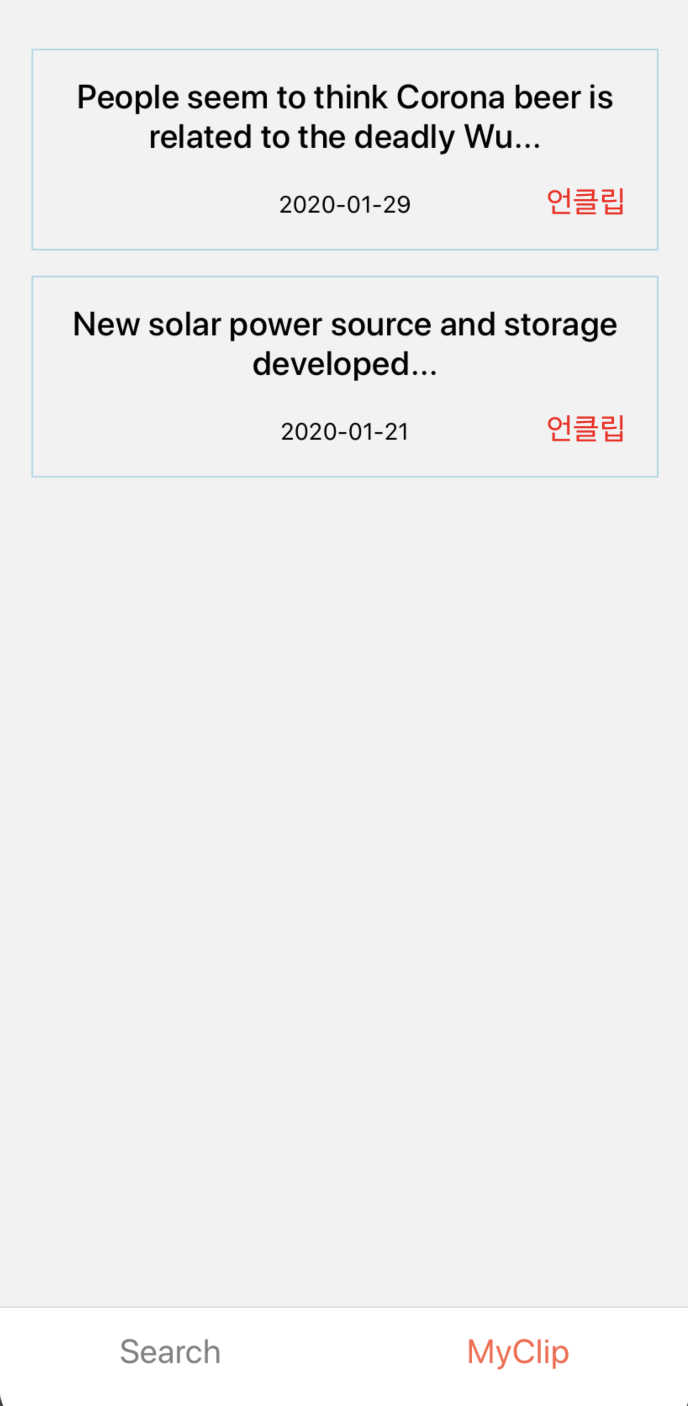 People seem to think Corona beer is
related to the deadly Wu...
2020-01-29
언클립
New solar power source and storage
developed...
2020-01-21
언클립
Search
MyClip